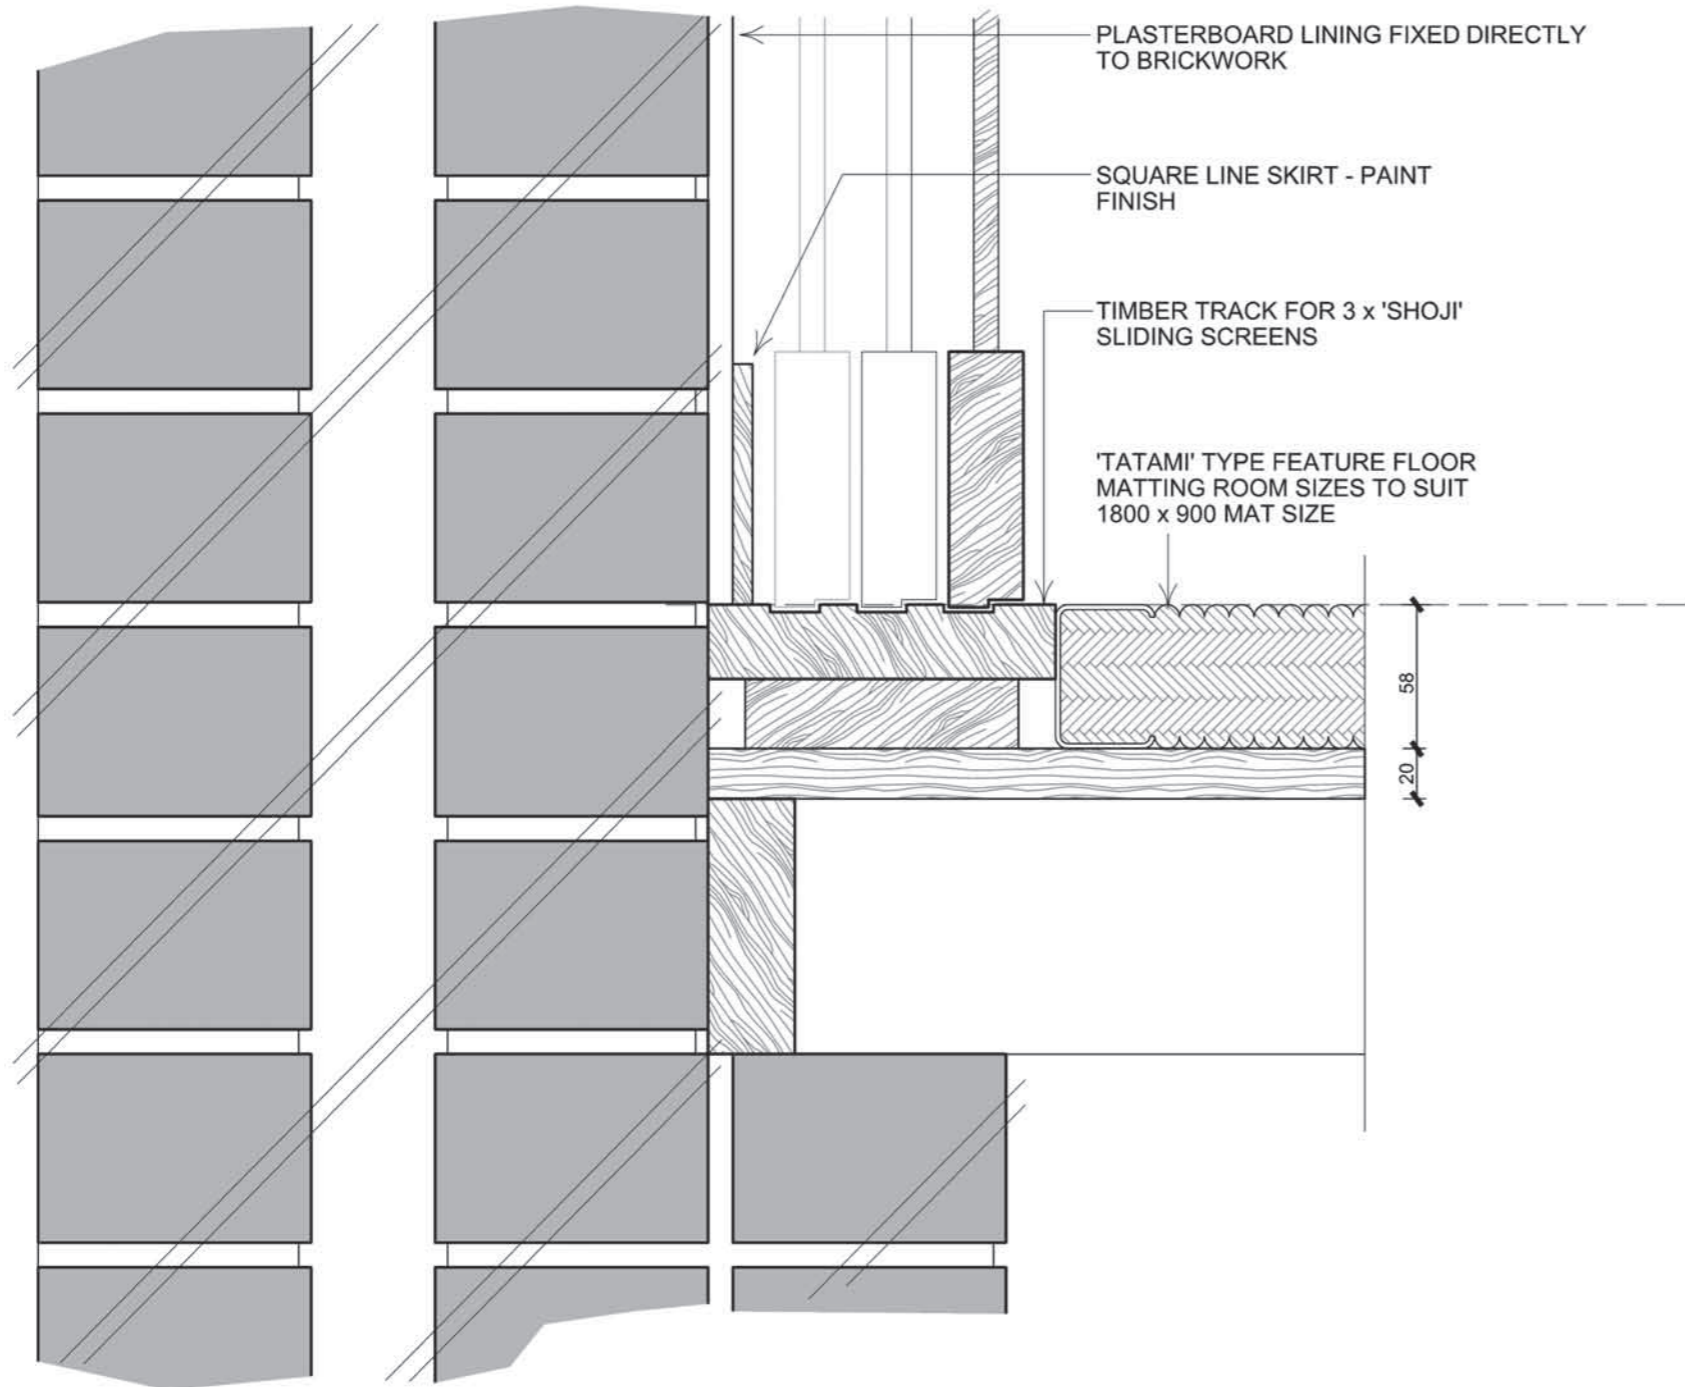 PLASTERBOARD LINING FIXED DIRECTLY
TO BRICKWORK
SQUARE LINE SKIRT - PAINT
FINISH
TIMBER TRACK FOR 3 x 'SHOJI'
SLIDING SCREENS
'TATAMI' TYPE FEATURE FLOOR
MATTING ROOM SIZES TO SUIT
1800 x 900 MAT SIZE
58
20